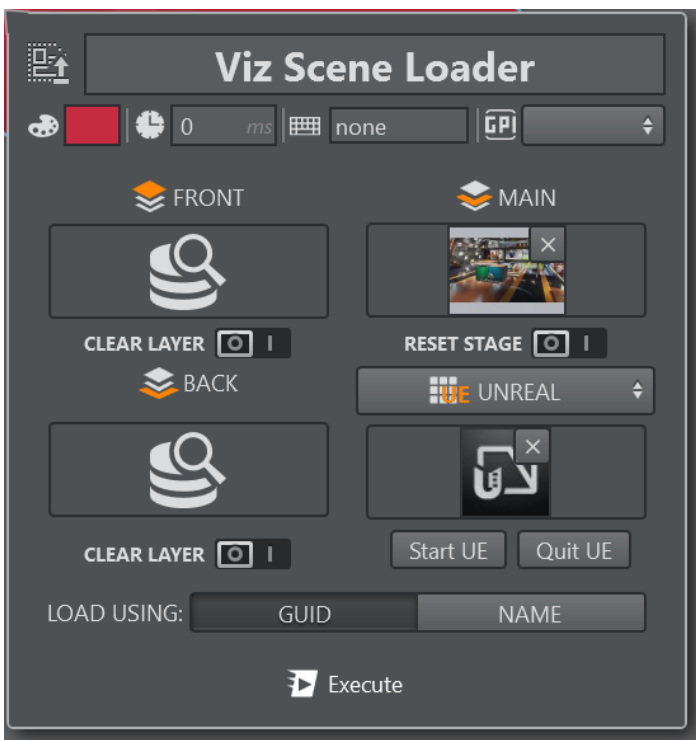 Viz Scene Loader
0 ms none GPI
FRONT MAIN
CLEAR LAYER O I RESET STAGE O I
BACK UE UNREAL
CLEAR LAYER O I Start UE Quit UE
LOAD USING: GUID NAME
Execute